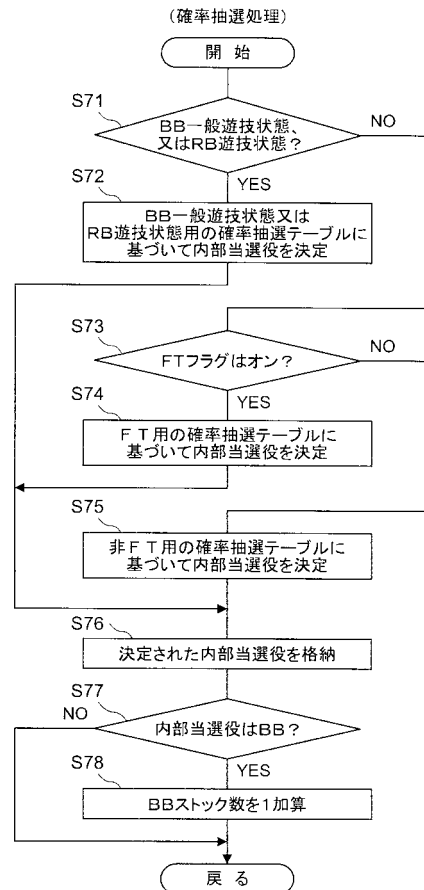 (確率抽選処理)
開 始
S71
BB一般遊技状態、
又はRB遊技状態?
NO
YES
S72
BB一般遊技状態又は
RB遊技状態用の確率抽選テーブルに
基づいて内部当選役を決定
S73
FTフラグはオン?
NO
YES
S74
FT用の確率抽選テーブルに
基づいて内部当選役を決定
S75
非FT用の確率抽選テーブルに
基づいて内部当選役を決定
S76
決定された内部当選役を格納
S77
NO
内部当選役はBB?
YES
S78
BBストック数を1加算
戻 る